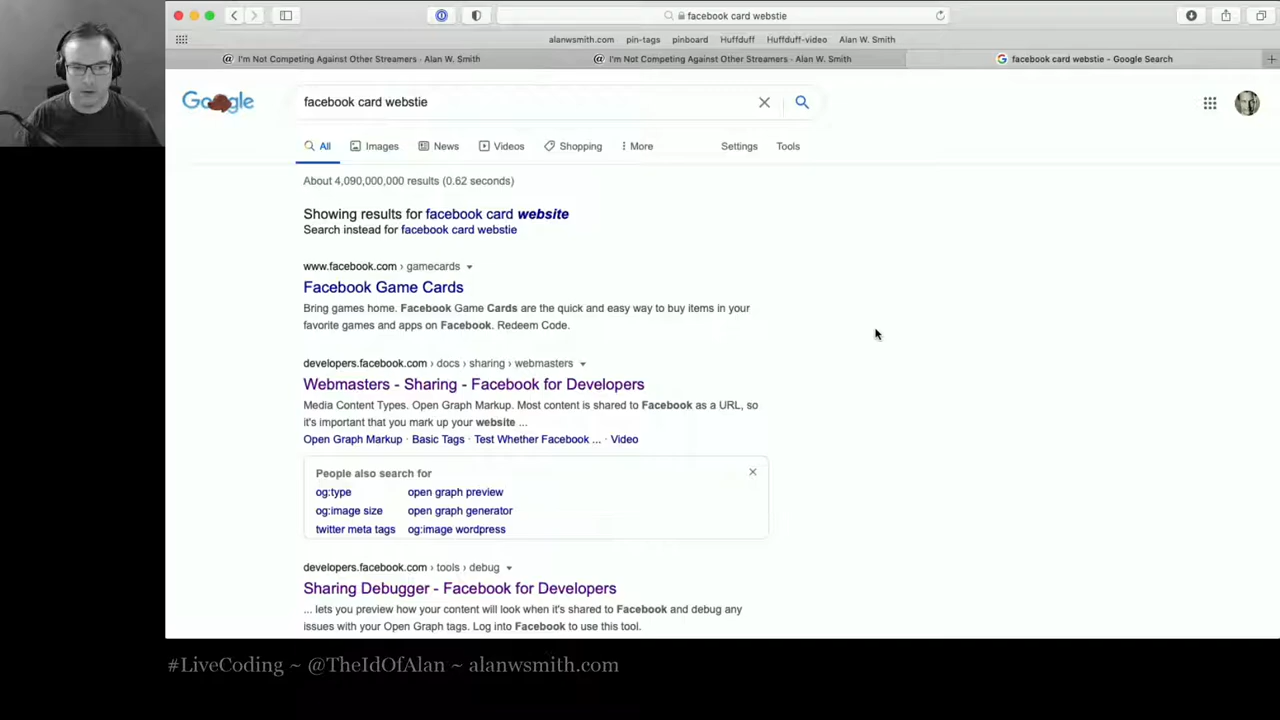 facebook card webstie
alanwsmith.com pin-tags pinboard Huffduff Huffduff-video Alan W. Smith
I'm Not Competing Against Other Streamers - Alan W. Smith I'm Not Competing Against Other Streamers - Alan W. Smith facebook card webstie - Google Search
Google facebook card webstie
All Images News Videos Shopping More Settings Tools
About 4,090,000,000 results (0.62 seconds)
Showing results for facebook card website
Search instead for facebook card webstie
www.facebook.com › gamecards
Facebook Game Cards
Bring games home. Facebook Game Cards are the quick and easy way to buy items in your
favorite games and apps on Facebook. Redeem Code.
developers.facebook.com › docs › sharing › webmasters
Webmasters - Sharing - Facebook for Developers
Media Content Types. Open Graph Markup. Most content is shared to Facebook as a URL, so
it's important that you mark up your website ...
Open Graph Markup · Basic Tags · Test Whether Facebook ... · Video
People also search for
og:type open graph preview
og:image size open graph generator
twitter meta tags og:image wordpress
developers.facebook.com › tools › debug
Sharing Debugger - Facebook for Developers
... lets you preview how your content will look when it's shared to Facebook and debug any
issues with your Open Graph tags. Log into Facebook to use this tool.
#LiveCoding ~ @TheIdOfAlan ~ alanwsmith.com